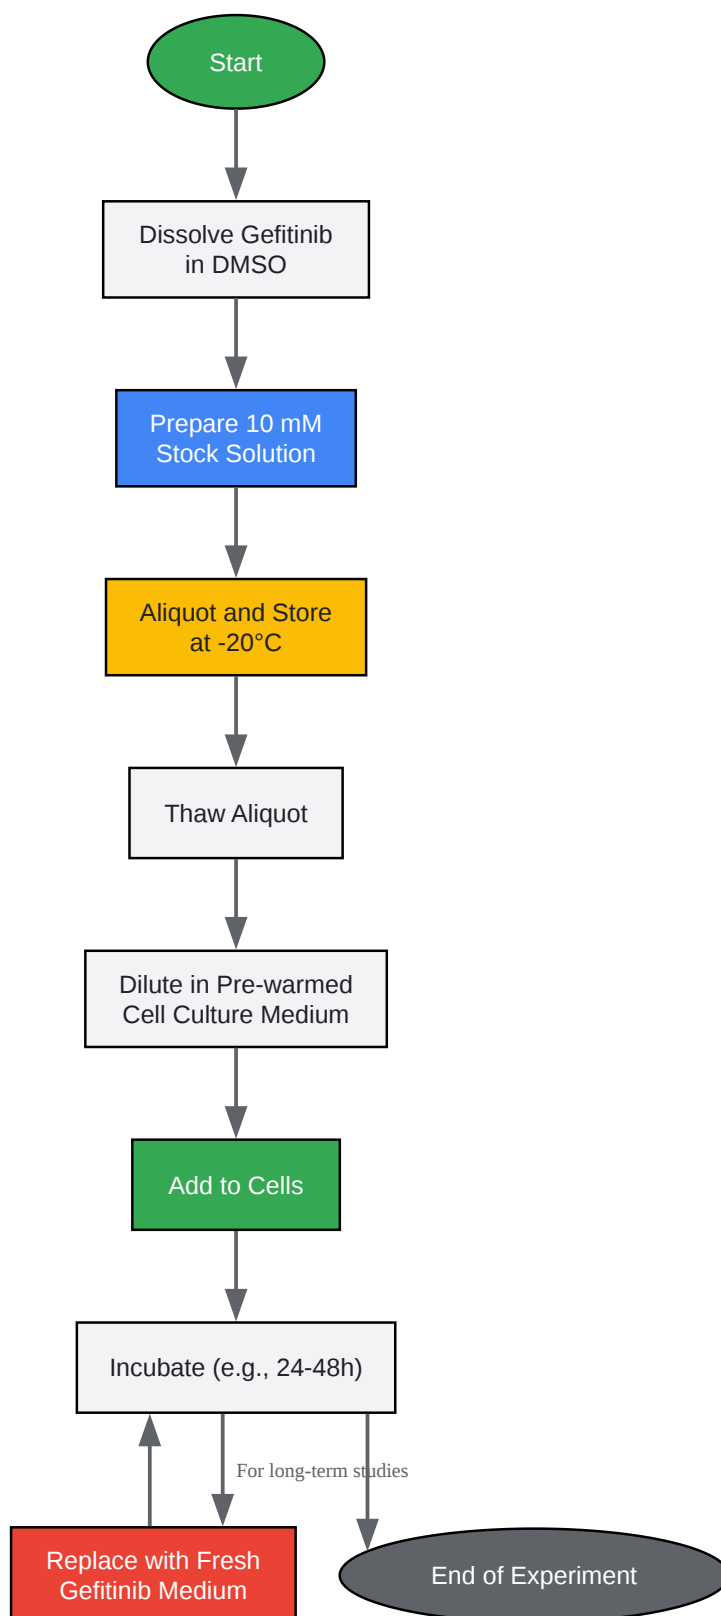 Start
Dissolve Gefitinib
in DMSO
Prepare 10 mM
Stock Solution
Aliquot and Store
at -20°C
Thaw Aliquot
Dilute in Pre-warmed
Cell Culture Medium
Add to Cells
Incubate (e.g., 24-48h)
For long-term studies
Replace with Fresh
Gefitinib Medium
End of Experiment